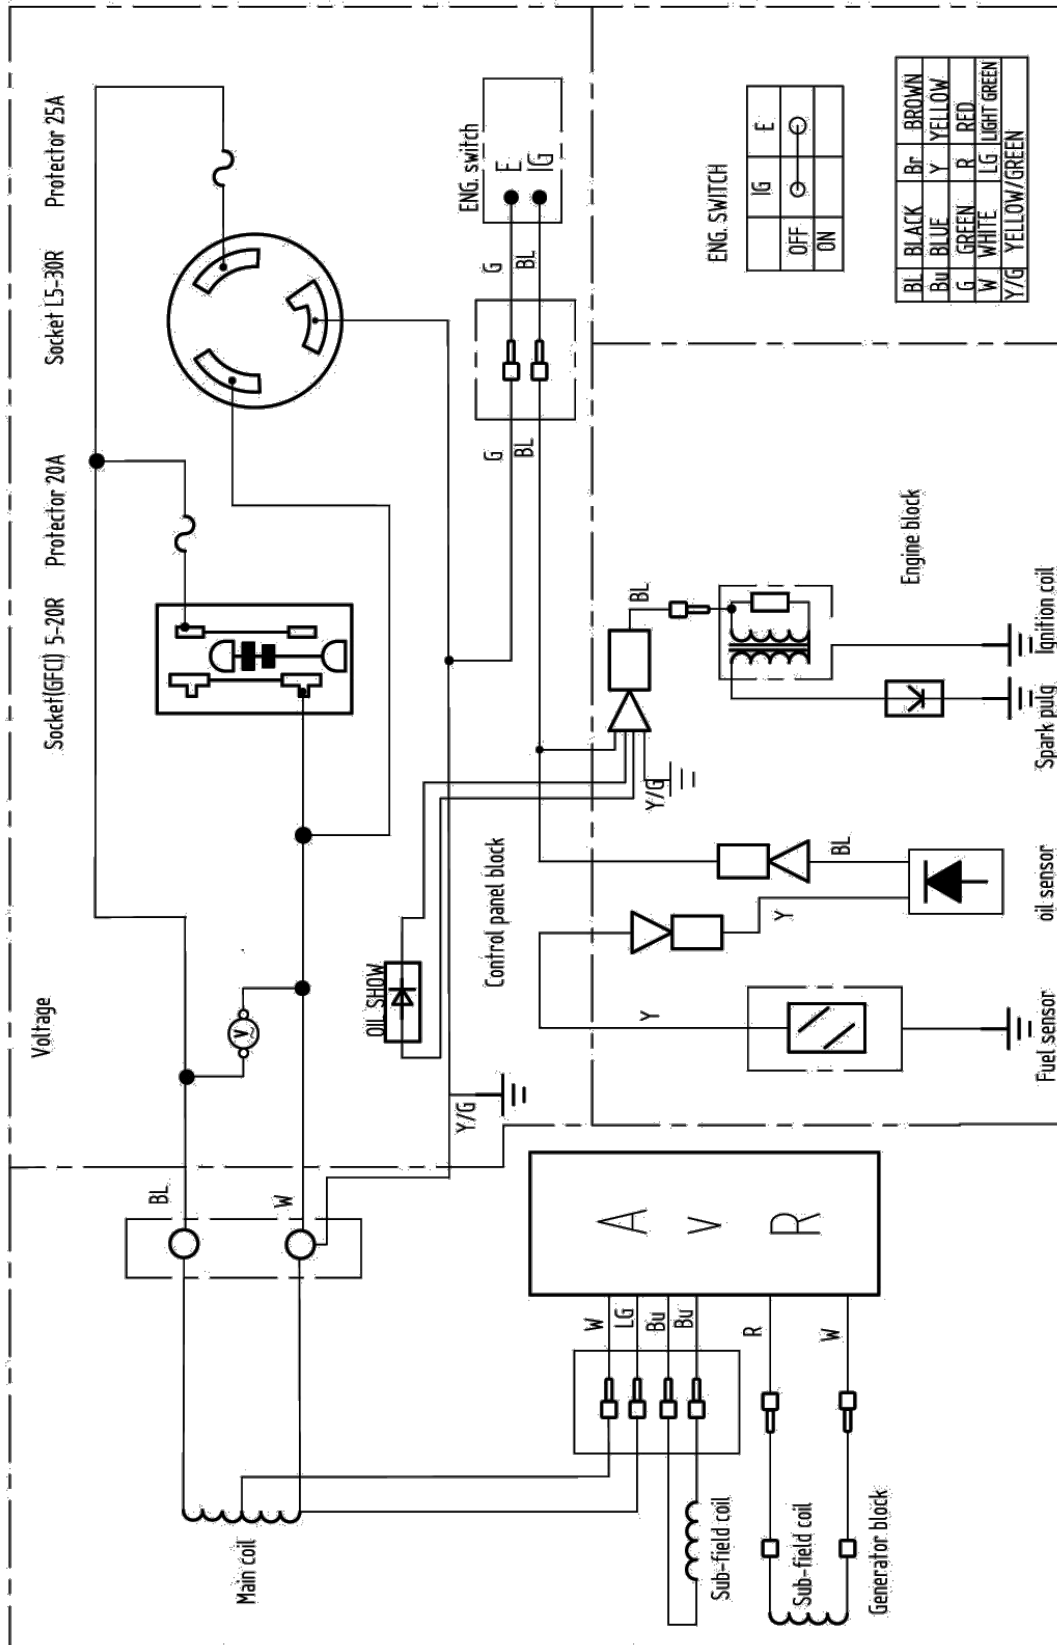 Voltage
Socket(GFCI) 5-20R
Protector 20A
Socket L5-30R
Protector 25A
V
~
OIL SHOW
Y/G
Control panel block
G
BL
G
BL
ENG. switch
E
IG
ENG. SWITCH
IG E
OFF
ON
BL BLACK Br BROWN
Bu BLUE Y YELLOW
G GREEN R RED
W WHITE LG LIGHT GREEN
Y/G YELLOW/GREEN
Engine block
BL
Y/G
Y
Y
BL
Fuel sensor
oil sensor
Spark pulg
Ignition coil
BL
W
Main coil
A V R
W
LG
Bu
Bu
R
W
Sub-field coil
Sub-field coil
Generator block